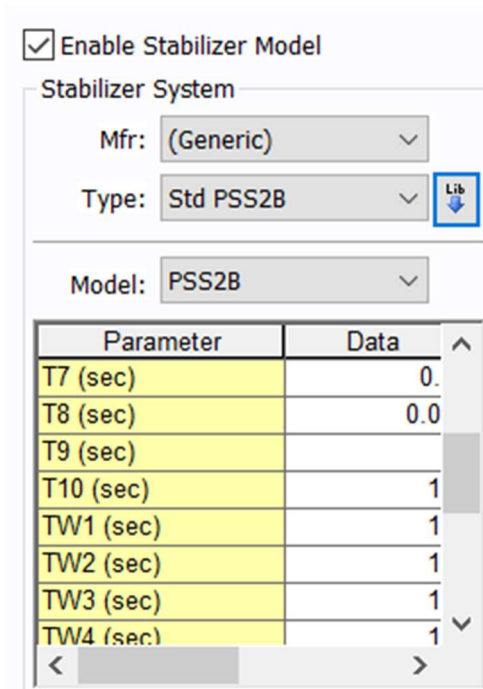 Enable Stabilizer Model
Stabilizer System
Mfr: (Generic)
Type: Std PSS2B Lib
Model: PSS2B
Parameter Data
T7 (sec) 0.
T8 (sec) 0.0
T9 (sec)
T10 (sec) 1
TW1 (sec) 1
TW2 (sec) 1
TW3 (sec) 1
TW4 (sec) 1